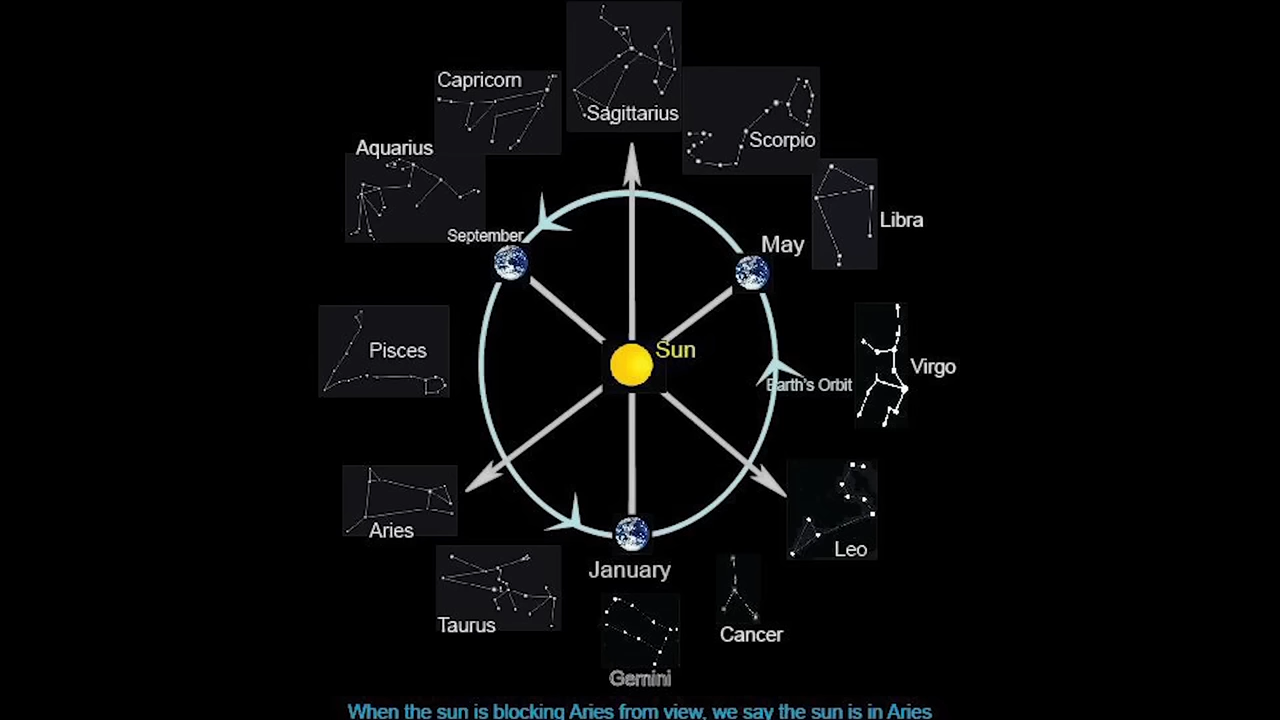 Sagittarius
Capricorn
Scorpio
Aquarius
Libra
September
May
Sun
Pisces
Virgo
Earth's Orbit
Aries
Leo
January
Taurus
Cancer
Gemini
When the sun is blocking Aries from view, we say the sun is in Aries